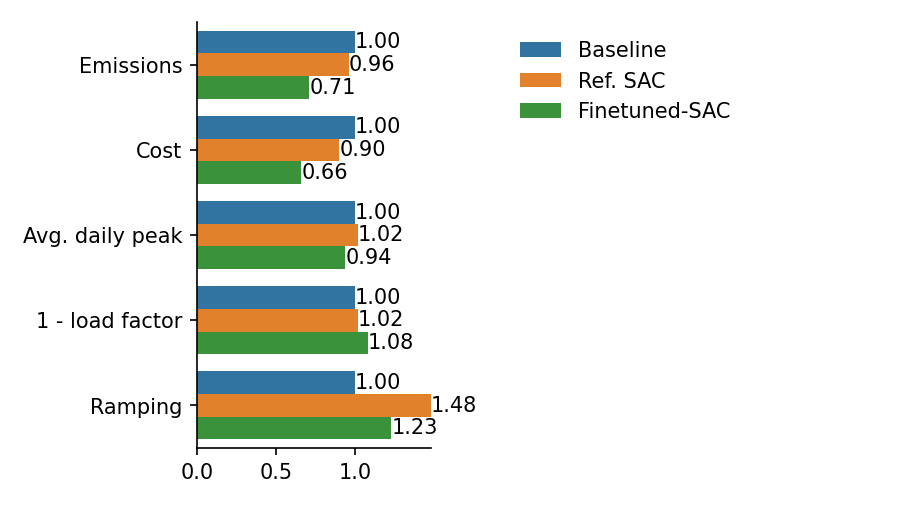 Emissions
1.00
0.96
0.71
Cost
1.00
0.90
0.66
Avg. daily peak
1.00
1.02
0.94
1 - load factor
1.00
1.02
1.08
Ramping
1.00
1.48
1.23
0.0 0.5 1.0
Baseline
Ref. SAC
Finetuned-SAC